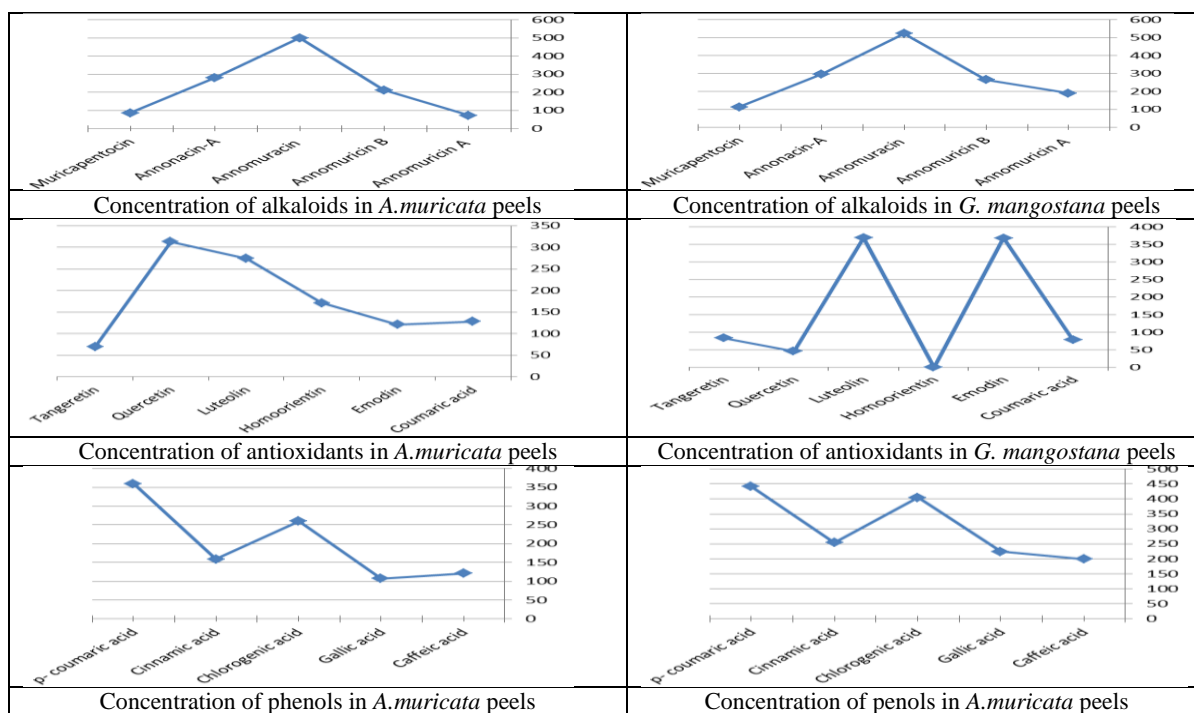 600
500
400
300
200
100
0
Muricapentocin
Annonacin-A
Annomuracin
Annomuricin B
Annomuricin A
Concentration of alkaloids in A.muricata peels
600
500
400
300
200
100
0
Muricapentocin
Annonacin-A
Annomuracin
Annomuricin B
Annomuricin A
Concentration of alkaloids in G. mangostana peels
350
300
250
200
150
100
50
0
Tangeretin
Quercetin
Luteolin
Homoorientin
Emodin
Coumaric acid
Concentration of antioxidants in A.muricata peels
400
350
300
250
200
150
100
50
0
Tangeretin
Quercetin
Luteolin
Homoorientin
Emodin
Coumaric acid
Concentration of antioxidants in G. mangostana peels
400
350
300
250
200
150
100
50
0
p- coumaric acid
Cinnamic acid
Chlorogenic acid
Gallic acid
Caffeic acid
Concentration of phenols in A.muricata peels
500
450
400
350
300
250
200
150
100
50
0
p- coumaric acid
Cinnamic acid
Chlorogenic acid
Gallic acid
Caffeic acid
Concentration of penols in A.muricata peels